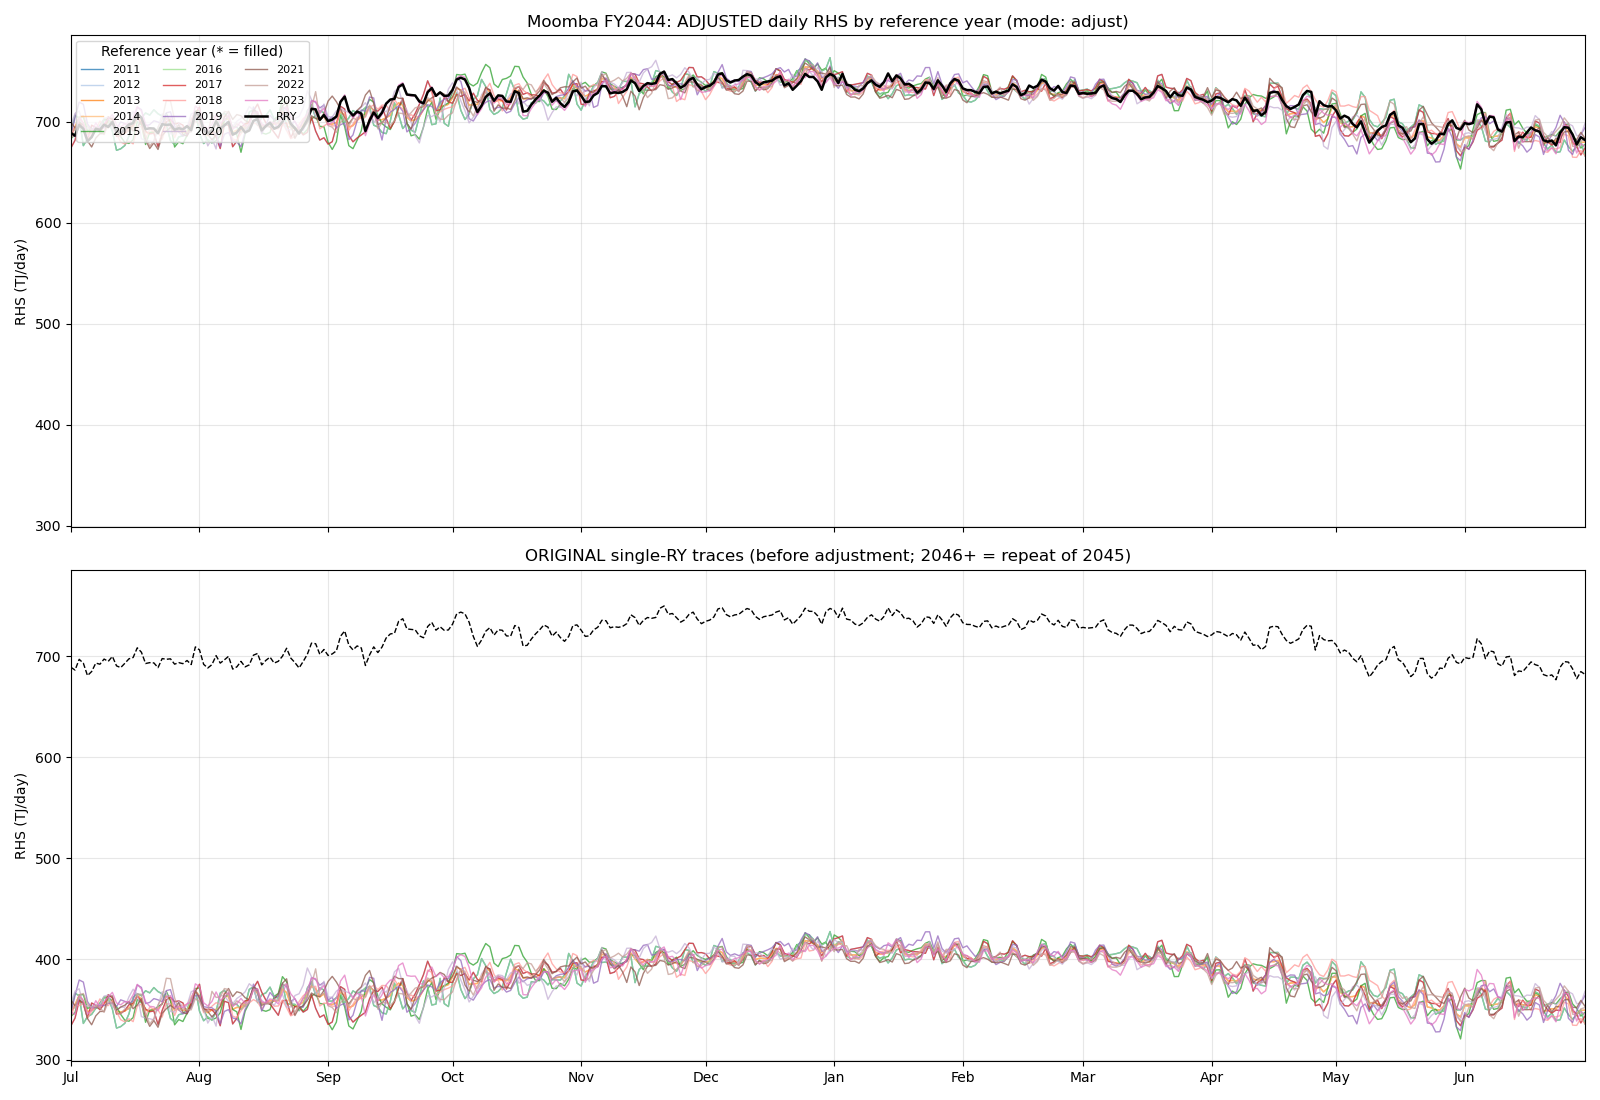 Moomba FY2044: ADJUSTED daily RHS by reference year (mode: adjust)
Reference year (* = filled)
2011 2016 2021
2012 2017 2022
2013 2018 2023
2014 2019 RRY
2015 2020
RHS (TJ/day)
700
600
500
400
300
ORIGINAL single-RY traces (before adjustment; 2046+ = repeat of 2045)
RHS (TJ/day)
700
600
500
400
300
Jul Aug Sep Oct Nov Dec Jan Feb Mar Apr May Jun